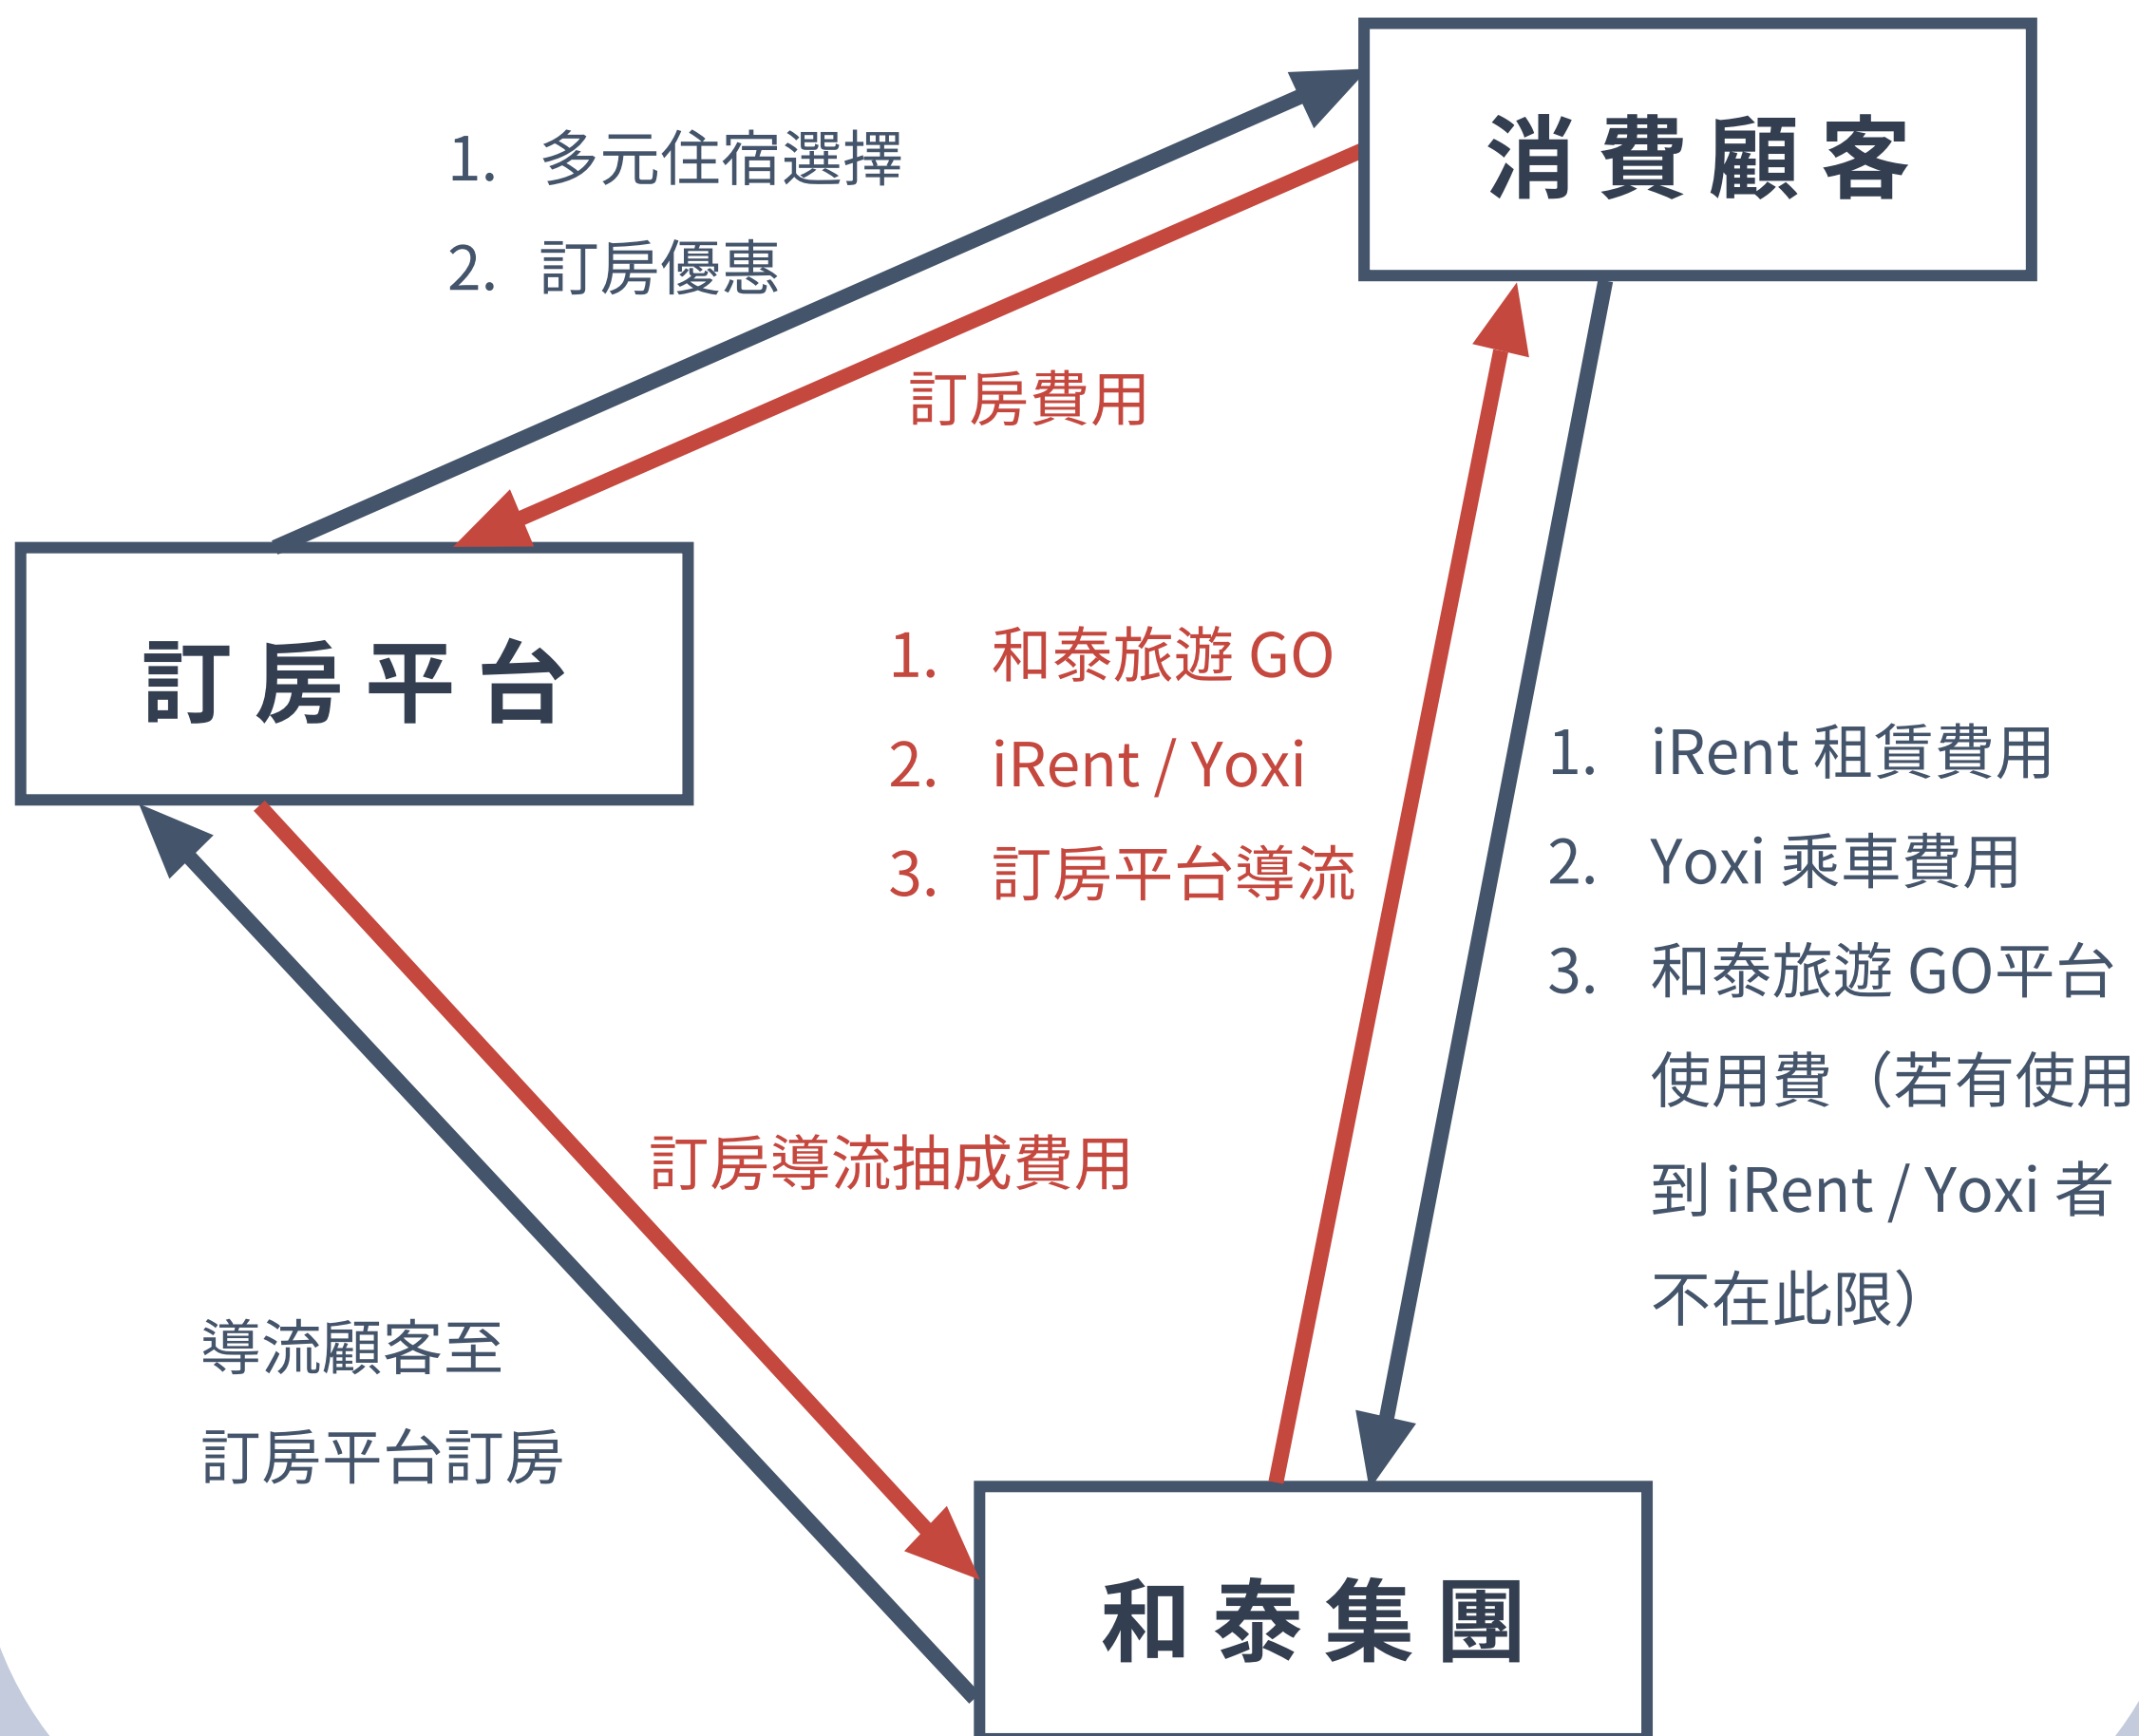 消費顧客
1. 多元住宿選擇
2. 訂房優惠
訂房費用
訂房平台
1. 和泰旅遊 GO
2. iRent / Yoxi
3. 訂房平台導流
1. iRent 租賃費用
2. Yoxi 乘車費用
3. 和泰旅遊 GO平台
使用費（若有使用
到 iRent / Yoxi 者
不在此限）
訂房導流抽成費用
導流顧客至
訂房平台訂房
和泰集團